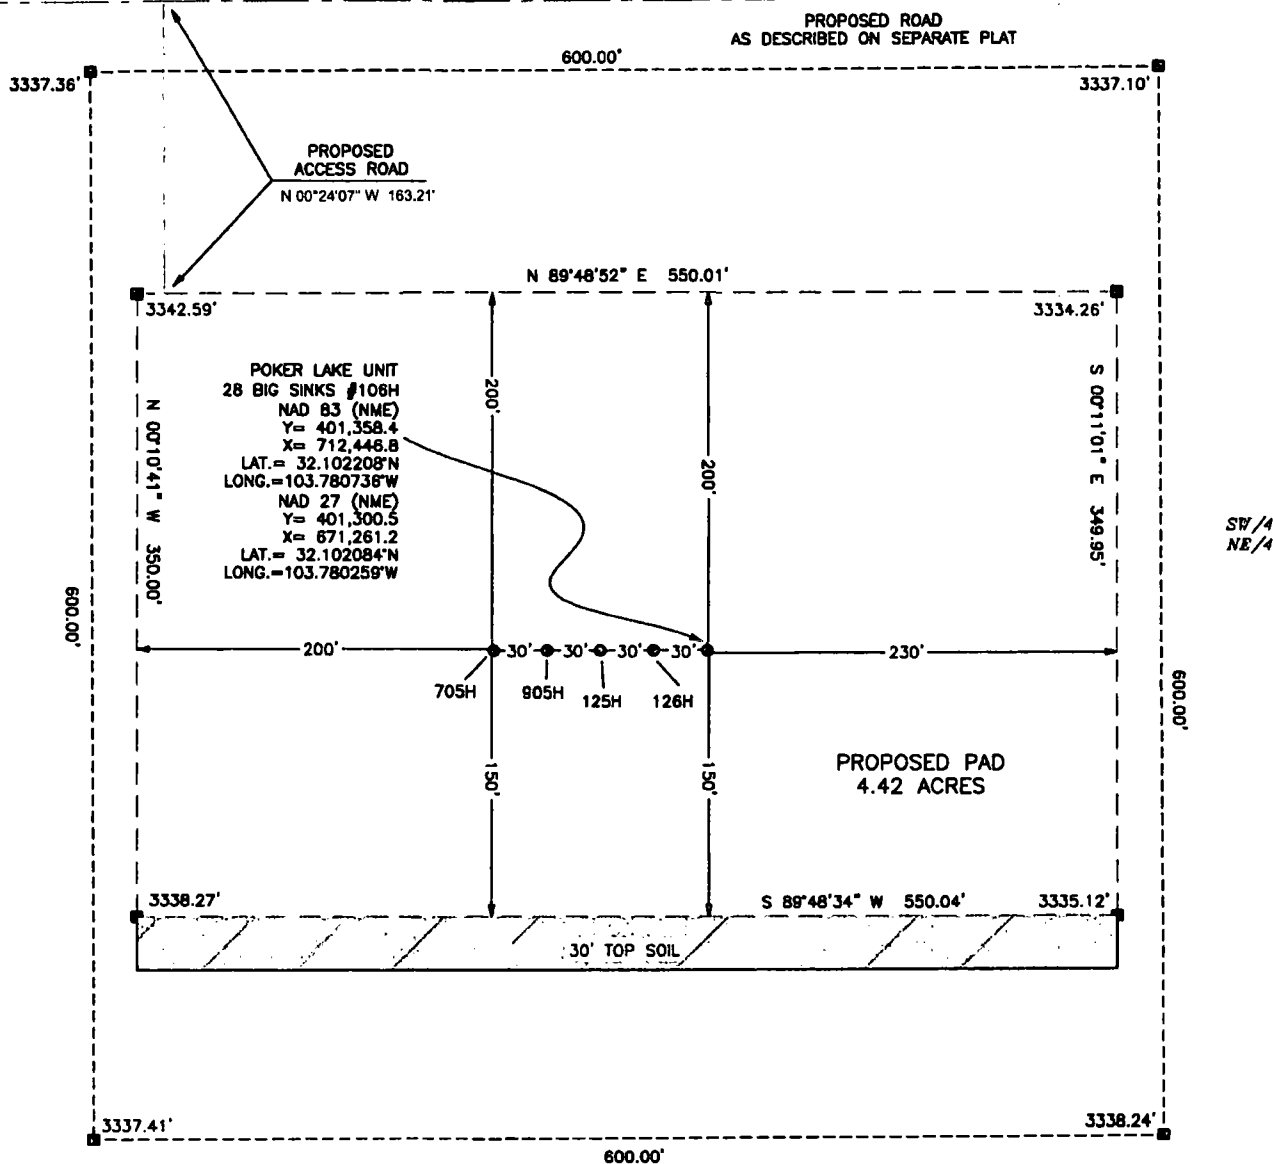 PROPOSED ROAD
AS DESCRIBED ON SEPARATE PLAT
600.00'
3337.36'
3337.10'
PROPOSED
ACCESS ROAD
N 00°24'07" W 163.21'
N 89°48'52" E 550.01'
3342.59'
3334.26'
POKER LAKE UNIT
28 BIG SINKS #106H
NAD 83 (NME)
Y= 401,358.4
X= 712,446.8
LAT.= 32.102208°N
LONG.=103.780736°W
NAD 27 (NME)
Y= 401,300.5
X= 671,261.2
LAT.= 32.102084°N
LONG.=103.780259°W
N 00°10'41" W 350.00'
200'
200'
S 00°11'01" E 349.95'
SW/4
NE/4
600.00'
200'
30'
30'
30'
30'
230'
705H
905H
125H
126H
600.00'
150'
150'
PROPOSED PAD
4.42 ACRES
3338.27'
S 89°48'34" W 550.04'
3335.12'
30' TOP SOIL
3337.41'
3338.24'
600.00'